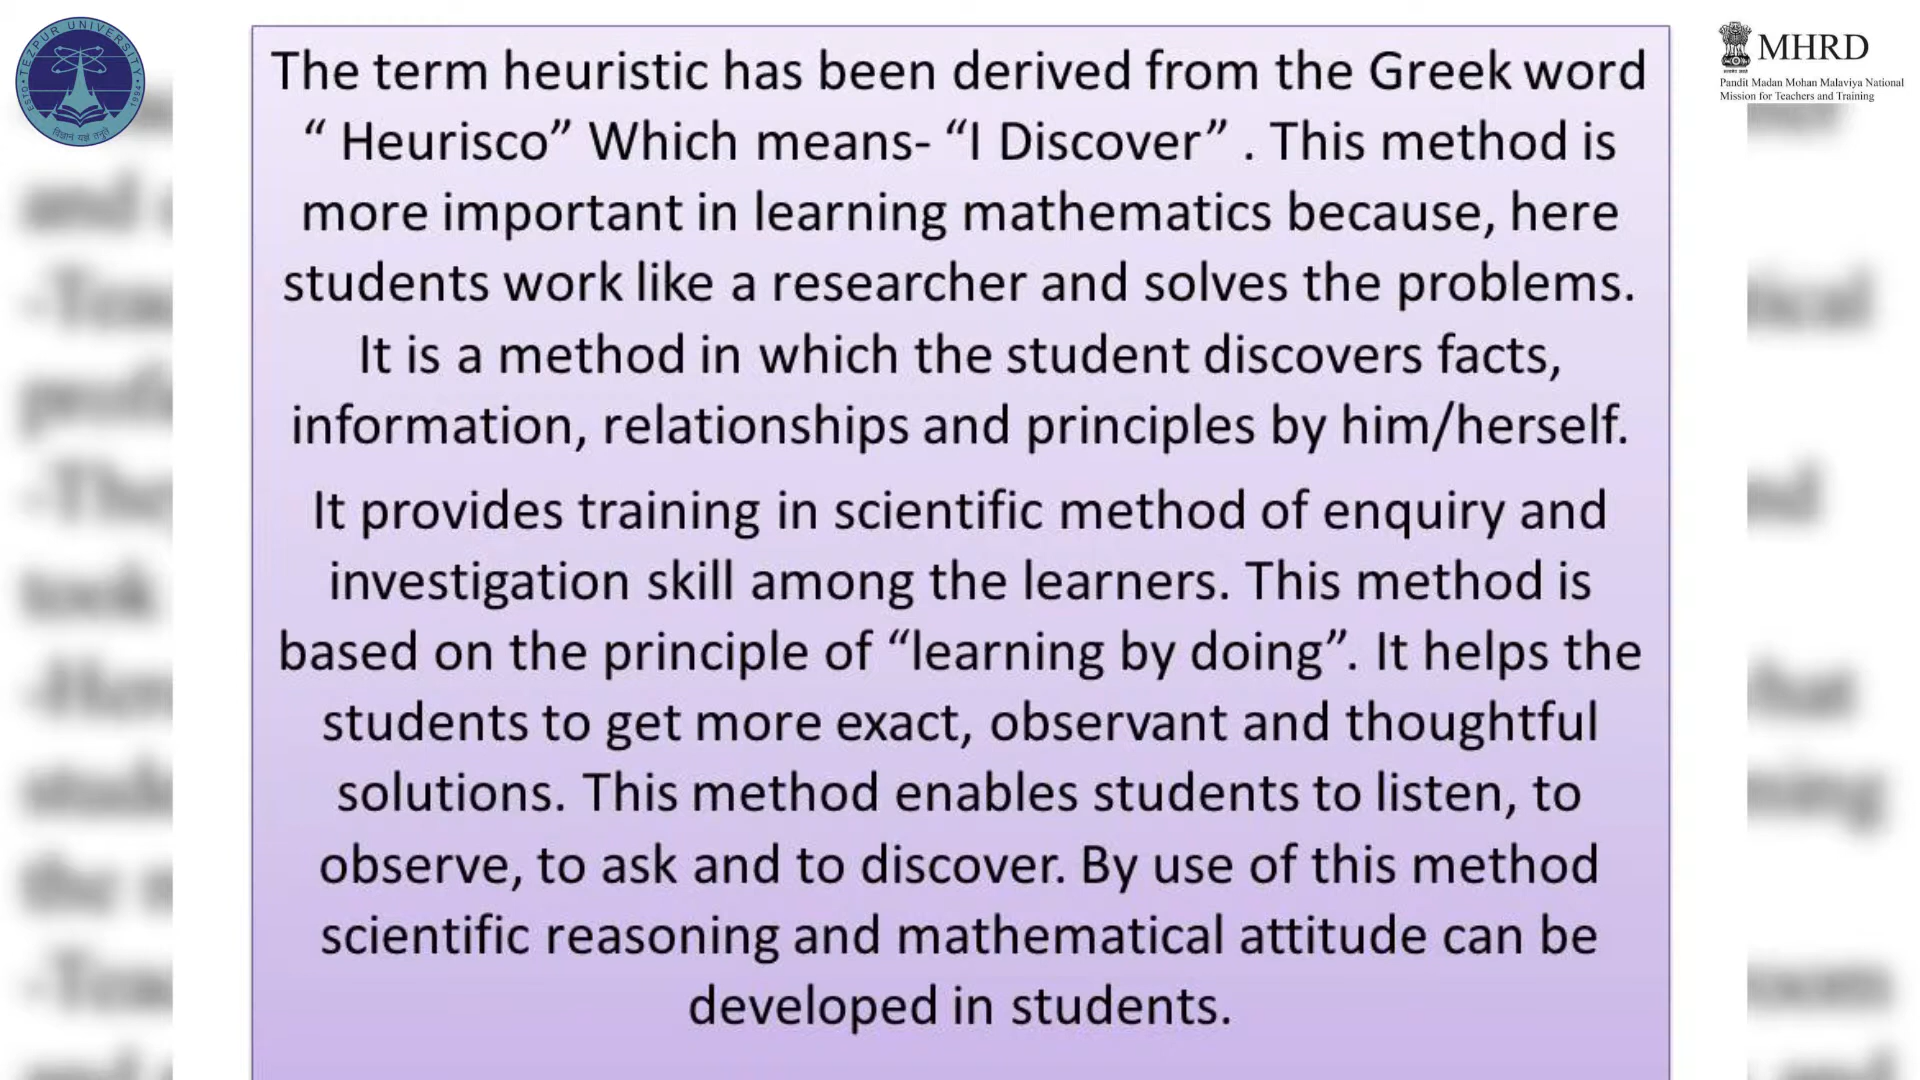 The term heuristic has been derived from the Greek word
“ Heurisco” Which means- “I Discover” . This method is
more important in learning mathematics because, here
students work like a researcher and solves the problems.
It is a method in which the student discovers facts,
information, relationships and principles by him/herself.
It provides training in scientific method of enquiry and
investigation skill among the learners. This method is
based on the principle of “learning by doing”. It helps the
students to get more exact, observant and thoughtful
solutions. This method enables students to listen, to
observe, to ask and to discover. By use of this method
scientific reasoning and mathematical attitude can be
developed in students.
TEZPUR UNIVERSITY
ESTD. 1994
MHRD
Pandit Madan Mohan Malaviya National
Mission for Teachers and Training